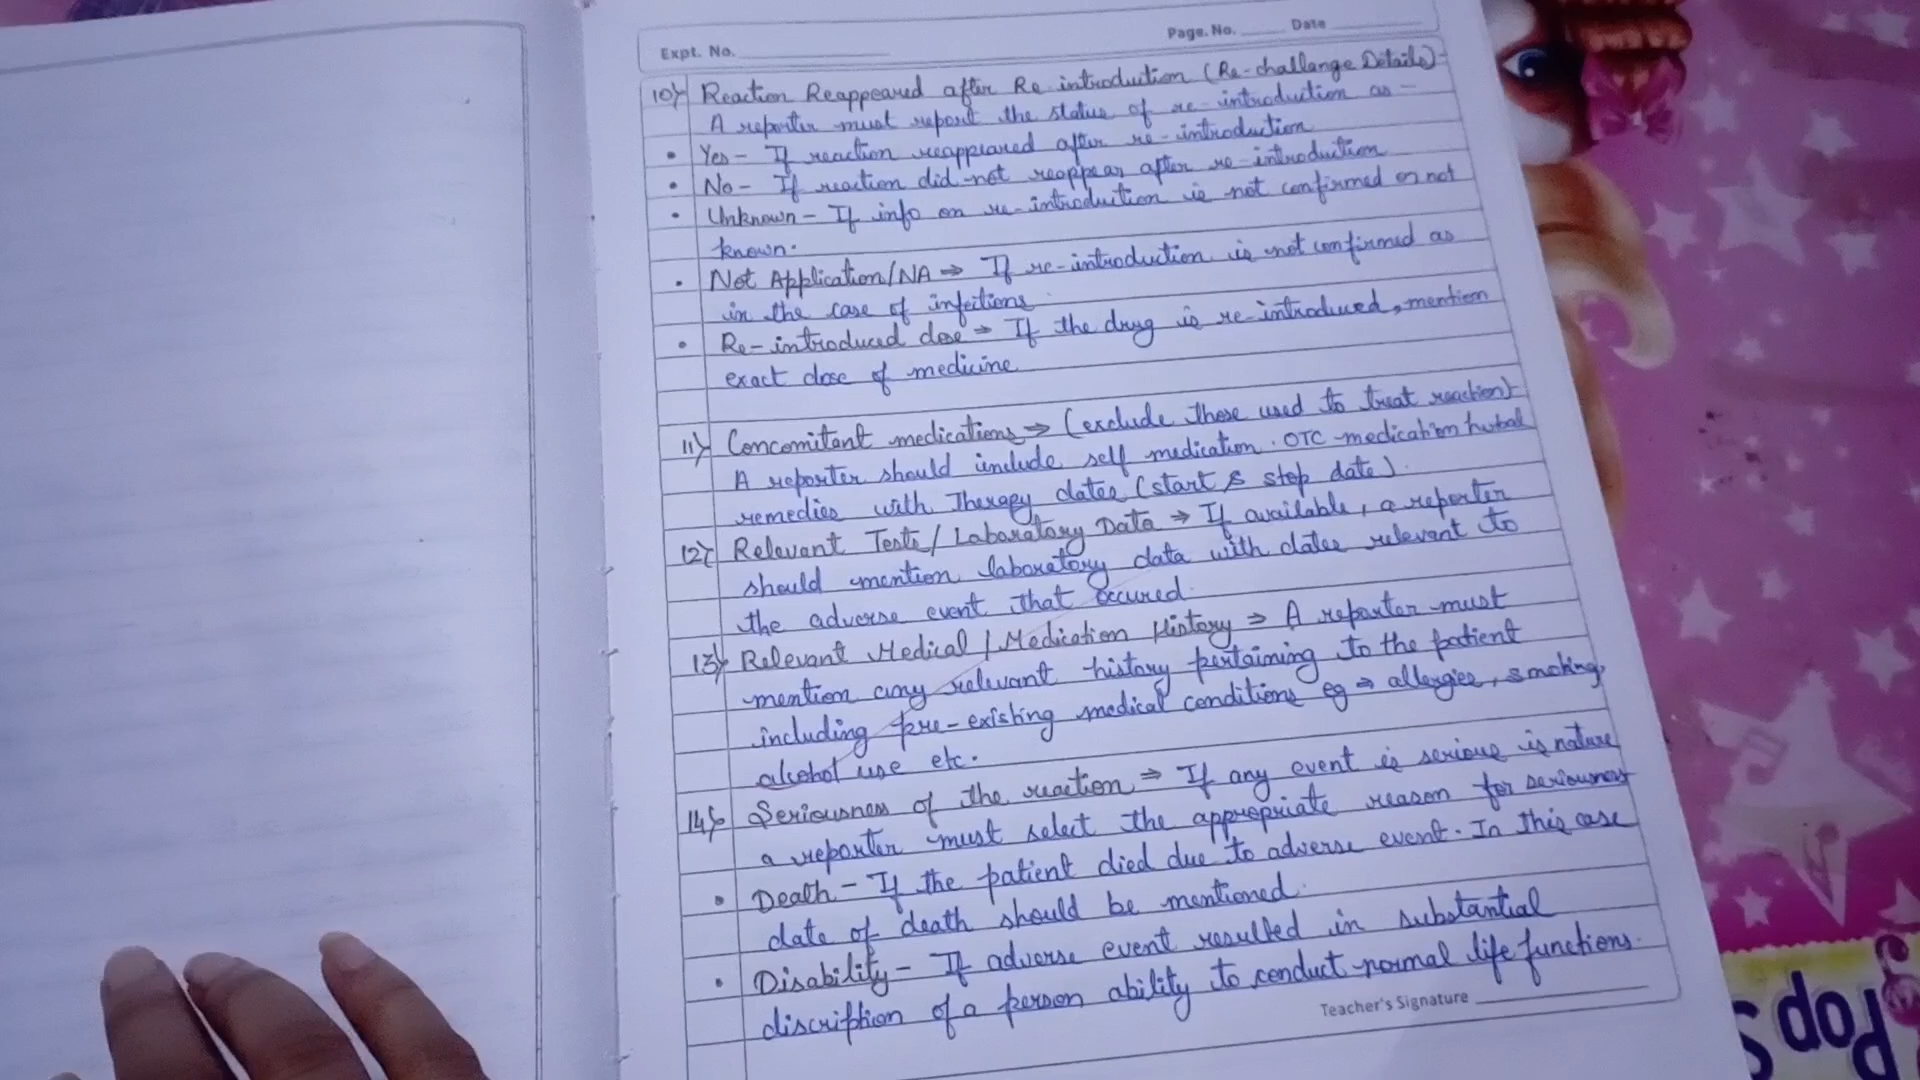 Expt. No.
Page. No. Date
10) Reaction Reappeared after Re introduction (Re-challange Details)-
A reporter must report the status of re-introduction as -
• Yes - If reaction reappeared after re-introduction
• No - If reaction did not reappear after re-introduction
• Unknown - If info on re-introduction is not confirmed or not
known.
• Not Application/NA ⇒ If re-introduction is not confirmed as
in the case of infections
• Re-introduced dose ⇒ If the drug is re-introduced, mention
exact dose of medicine
11) Concomitant medications ⇒ (exclude those used to treat reaction)-
A reporter should include self medication. OTC medication herbal
remedies with Therapy dates (start & stop date).
12) Relevant Tests/Laboratory Data ⇒ If available, a reporter
should mention laboratory data with dates relevant to
the adverse event that occured.
13) Relevant Medical/Medication History ⇒ A reporter must
mention any relevant history pertaining to the patient
including pre-existing medical conditions eg ⇒ allergies, smoking,
alcohol use etc.
14) Seriousness of the reaction ⇒ If any event is serious is nature
a reporter must select the appropriate reason for seriousness
• Death - If the patient died due to adverse event. In this case
date of death should be mentioned.
• Disability - If adverse event resulted in substantial
discription of a person ability to conduct normal life functions.
Teacher's Signature
Pops